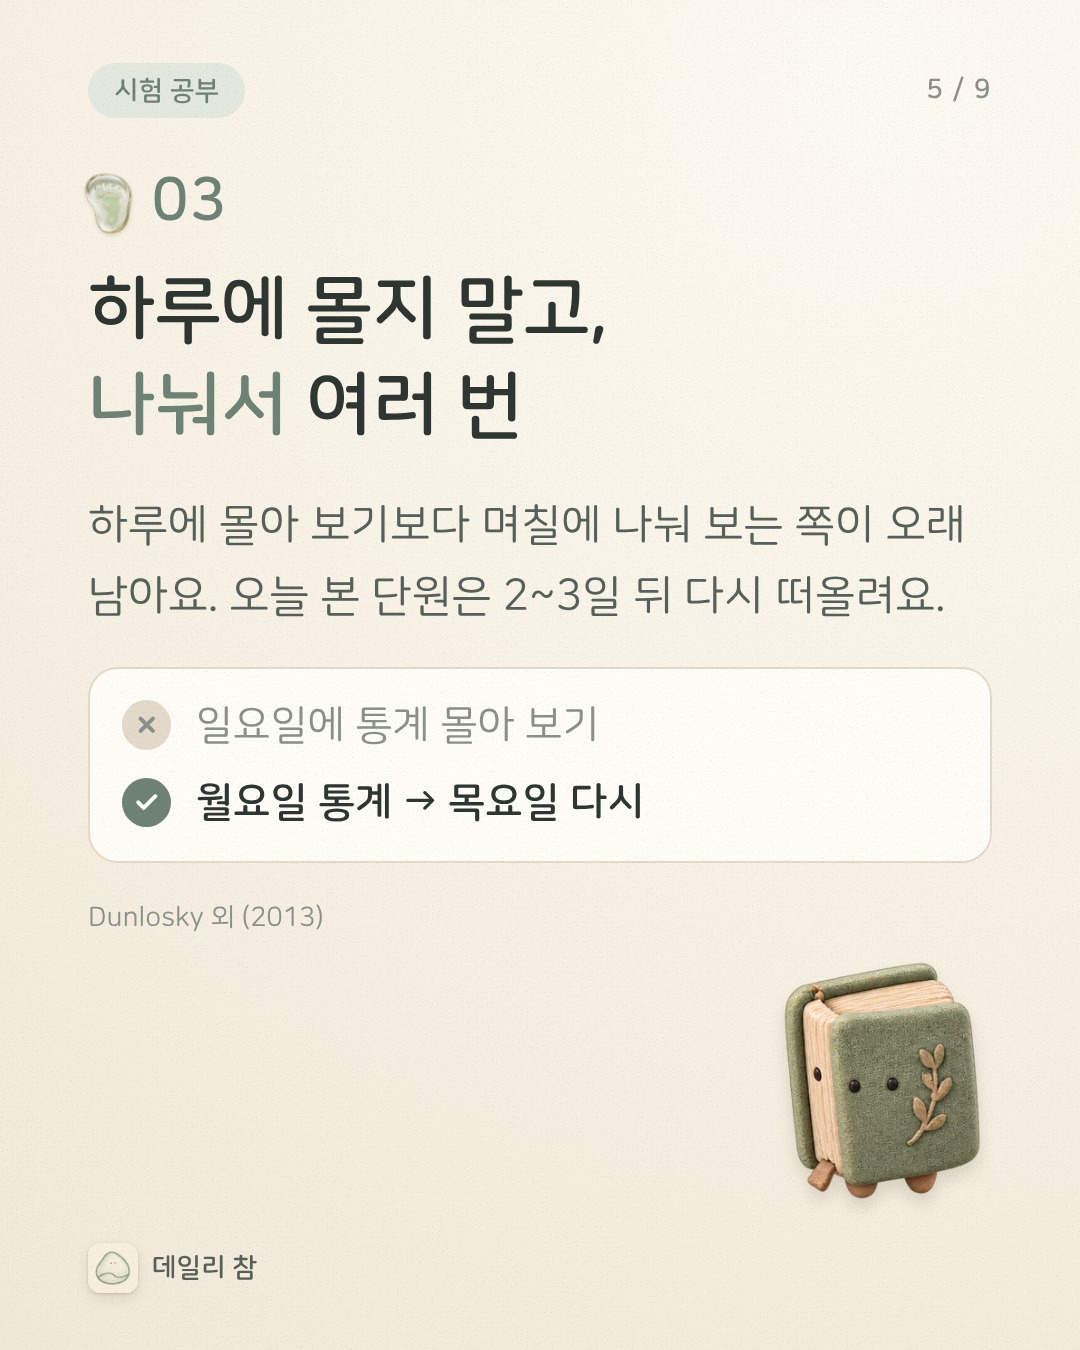 시험 공부
5 / 9
03
하루에 몰지 말고,
나눠서 여러 번
하루에 몰아 보기보다 며칠에 나눠 보는 쪽이 오래
남아요. 오늘 본 단원은 2~3일 뒤 다시 떠올려요.
일요일에 통계 몰아 보기
월요일 통계 → 목요일 다시
Dunlosky 외 (2013)
데일리 참